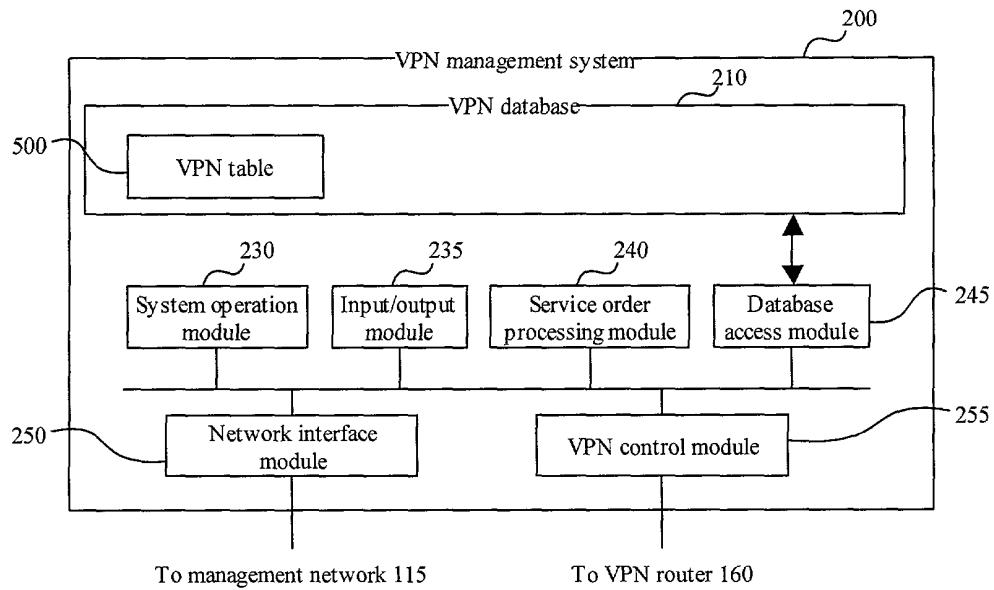 200
VPN management system
210
VPN database
500
VPN table
230
235
240
System operation
module
Input/output
module
Service order
processing module
Database
access module
245
250
Network interface
module
VPN control module
255
To management network 115
To VPN router 160